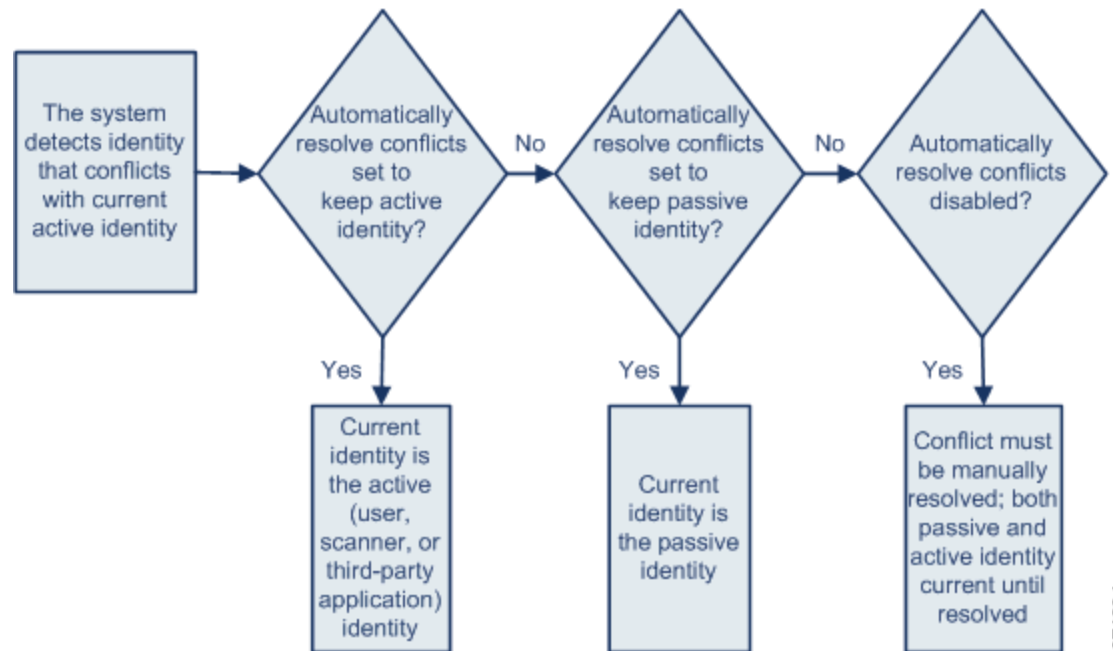 The system
detects identity
that conflicts
with current
active identity
Automatically
resolve conflicts
set to
keep active
identity?
No
Automatically
resolve conflicts
set to
keep passive
identity?
No
Automatically
resolve conflicts
disabled?
Yes
Yes
Yes
Current
identity is
the active
(user,
scanner, or
third-party
application)
identity
Current
identity is
the passive
identity
Conflict must
be manually
resolved; both
passive and
active identity
current until
resolved